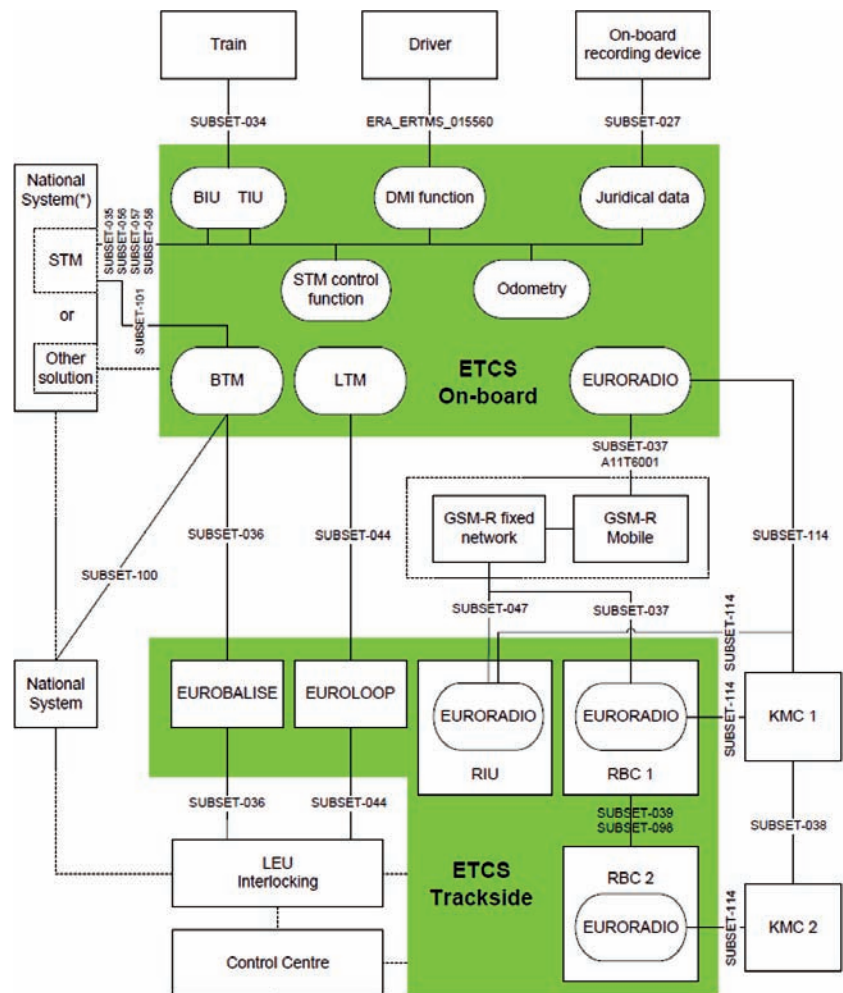 Train
Driver
On-board
recording device
SUBSET-034
ERA_ERTMS_015560
SUBSET-027
National
System(*)
STM
or
Other
solution
SUBSET-035
SUBSET-056
SUBSET-057
SUBSET-058
SUBSET-101
BIU TIU
DMI function
Juridical data
STM control
function
Odometry
BTM
LTM
ETCS
On-board
EURORADIO
SUBSET-037
A11T6001
GSM-R fixed
network
GSM-R
Mobile
SUBSET-036
SUBSET-044
SUBSET-114
SUBSET-100
SUBSET-047
SUBSET-037
SUBSET-114
National
System
EUROBALISE
EUROLOOP
EURORADIO
RIU
EURORADIO
RBC 1
SUBSET-114
KMC 1
SUBSET-036
SUBSET-044
SUBSET-039
SUBSET-098
SUBSET-038
LEU
Interlocking
ETCS
Trackside
RBC 2
EURORADIO
SUBSET-114
KMC 2
Control Centre